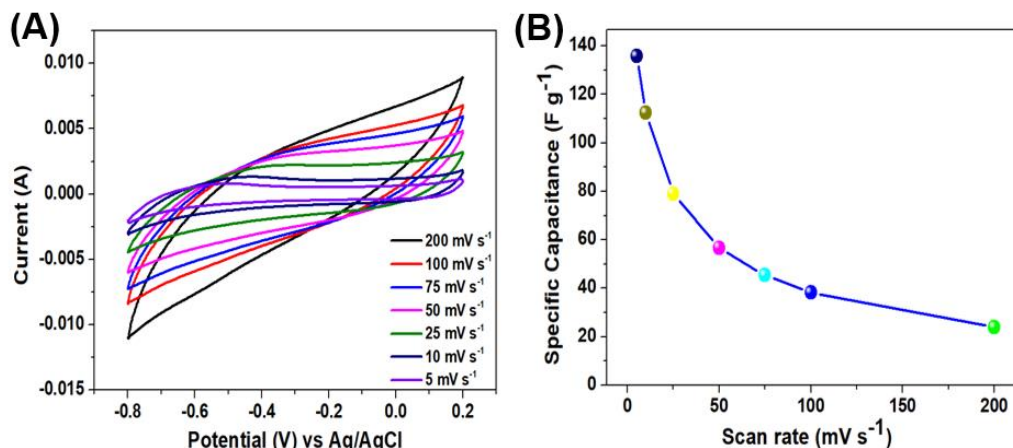 (A)
0.010
0.005
0.000
-0.005
-0.010
-0.015
Current (A)
-0.8
-0.6
-0.4
-0.2
0.0
0.2
Potential (V) vs Ag/AgCl
200 mV s⁻¹
100 mV s⁻¹
75 mV s⁻¹
50 mV s⁻¹
25 mV s⁻¹
10 mV s⁻¹
5 mV s⁻¹
(B)
140
120
100
80
60
40
20
0
Specific Capacitance (F g⁻¹)
0
50
100
150
200
Scan rate (mV s⁻¹)